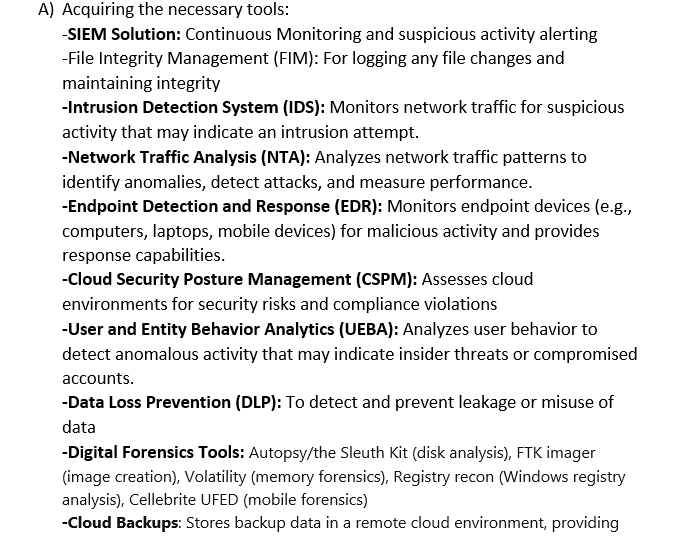 A) Acquiring the necessary tools:
-SIEM Solution: Continuous Monitoring and suspicious activity alerting
-File Integrity Management (FIM): For logging any file changes and
maintaining integrity
-Intrusion Detection System (IDS): Monitors network traffic for suspicious
activity that may indicate an intrusion attempt.
-Network Traffic Analysis (NTA): Analyzes network traffic patterns to
identify anomalies, detect attacks, and measure performance.
-Endpoint Detection and Response (EDR): Monitors endpoint devices (e.g.,
computers, laptops, mobile devices) for malicious activity and provides
response capabilities.
-Cloud Security Posture Management (CSPM): Assesses cloud
environments for security risks and compliance violations
-User and Entity Behavior Analytics (UEBA): Analyzes user behavior to
detect anomalous activity that may indicate insider threats or compromised
accounts.
-Data Loss Prevention (DLP): To detect and prevent leakage or misuse of
data
-Digital Forensics Tools: Autopsy/the Sleuth Kit (disk analysis), FTK imager
(image creation), Volatility (memory forensics), Registry recon (Windows registry
analysis), Cellebrite UFED (mobile forensics)
-Cloud Backups: Stores backup data in a remote cloud environment, providing